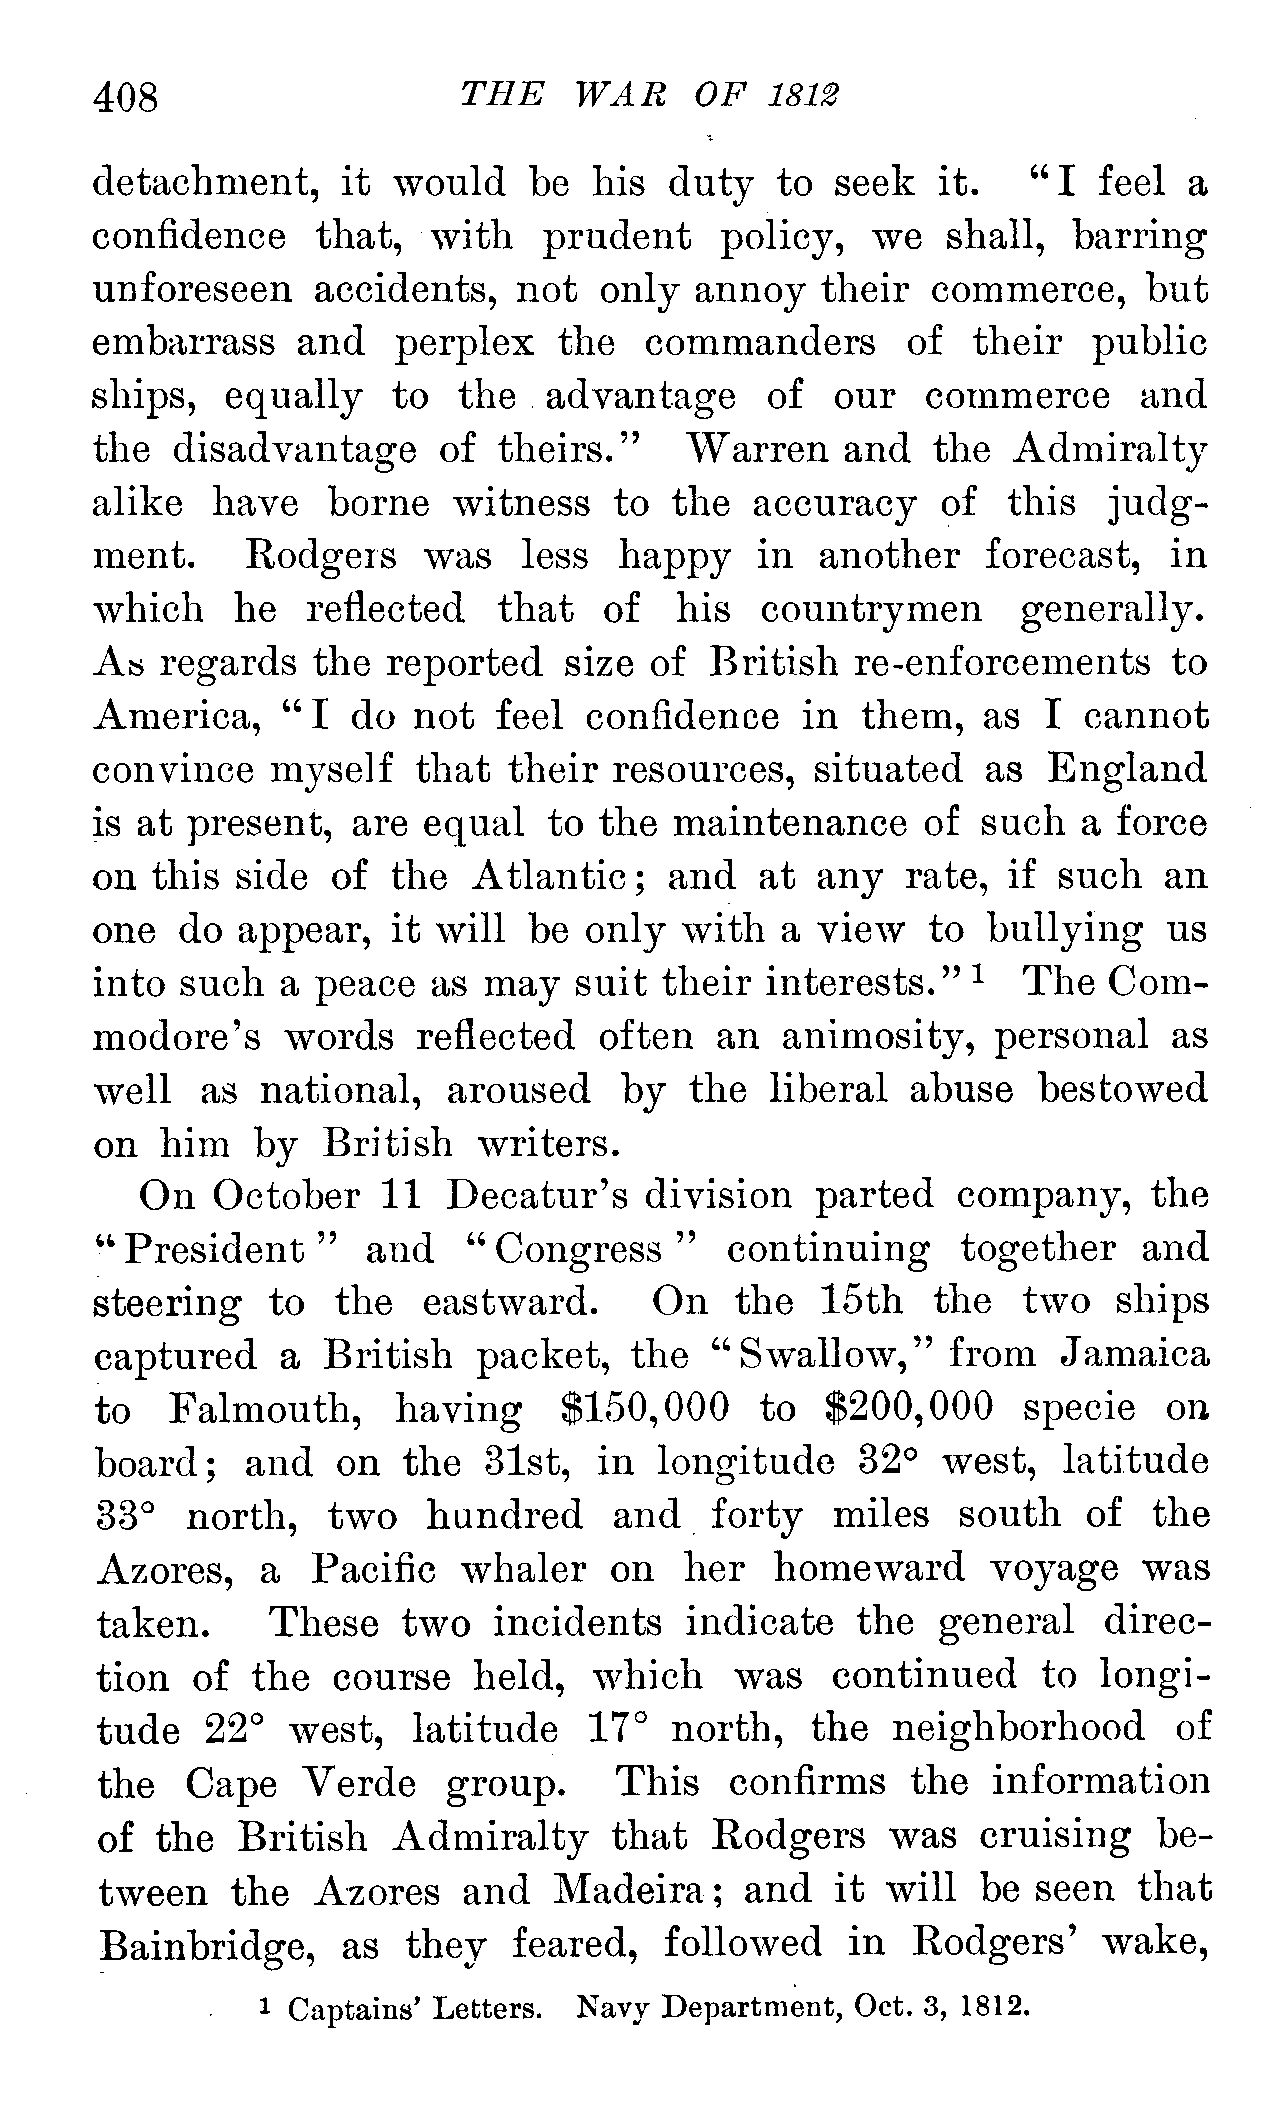 408 THE WAR OF 1812
detachment, it would be his duty to seek it. “I feel a
confidence that, with prudent policy, we shall, barring
unforeseen accidents, not only annoy their commerce, but
embarrass and perplex the commanders of their public
ships, equally to the advantage of our commerce and
the disadvantage of theirs.” Warren and the Admiralty
alike have borne witness to the accuracy of this judg-
ment. Rodgers was less happy in another forecast, in
which he reflected that of his countrymen generally.
As regards the reported size of British re-enforcements to
America, “I do not feel confidence in them, as I cannot
convince myself that their resources, situated as England
is at present, are equal to the maintenance of such a force
on this side of the Atlantic; and at any rate, if such an
one do appear, it will be only with a view to bullying us
into such a peace as may suit their interests.”¹ The Com-
modore’s words reflected often an animosity, personal as
well as national, aroused by the liberal abuse bestowed
on him by British writers.
On October 11 Decatur’s division parted company, the
“President” and “Congress” continuing together and
steering to the eastward. On the 15th the two ships
captured a British packet, the “Swallow,” from Jamaica
to Falmouth, having $150,000 to $200,000 specie on
board; and on the 31st, in longitude 32° west, latitude
33° north, two hundred and forty miles south of the
Azores, a Pacific whaler on her homeward voyage was
taken. These two incidents indicate the general direc-
tion of the course held, which was continued to longi-
tude 22° west, latitude 17° north, the neighborhood of
the Cape Verde group. This confirms the information
of the British Admiralty that Rodgers was cruising be-
tween the Azores and Madeira; and it will be seen that
Bainbridge, as they feared, followed in Rodgers’ wake,
¹ Captains’ Letters. Navy Department, Oct. 3, 1812.